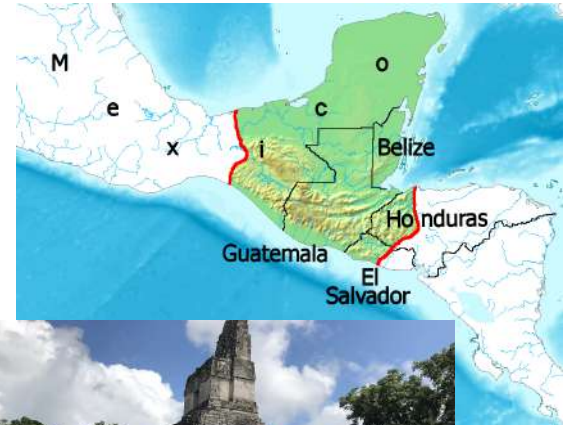 M e x i c o
Belize
Honduras
Guatemala
El
Salvador